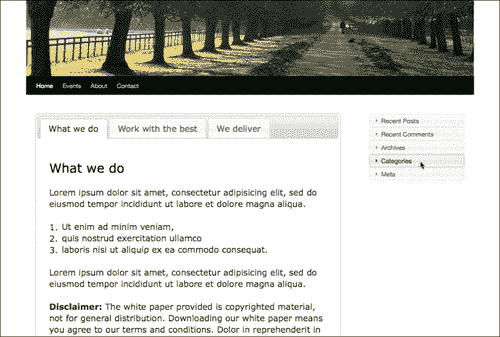 Home Events About Contact
What we do Work with the best We deliver
What we do
Lorem ipsum dolor sit amet, consectetur adipisicing elit, sed do
eiusmod tempor incididunt ut labore et dolore magna aliqua.
1. Ut enim ad minim veniam,
2. quis nostrud exercitation ullamco
3. laboris nisi ut aliquip ex ea commodo consequat.
Lorem ipsum dolor sit amet, consectetur adipisicing elit, sed do
eiusmod tempor incididunt ut labore et dolore magna aliqua.
Disclaimer: The white paper provided is copyrighted material,
not for general distribution. Downloading our white paper means
you agree to our terms and conditions. Dolor in reprehenderit in
Recent Posts
Recent Comments
Archives
Categories
Meta